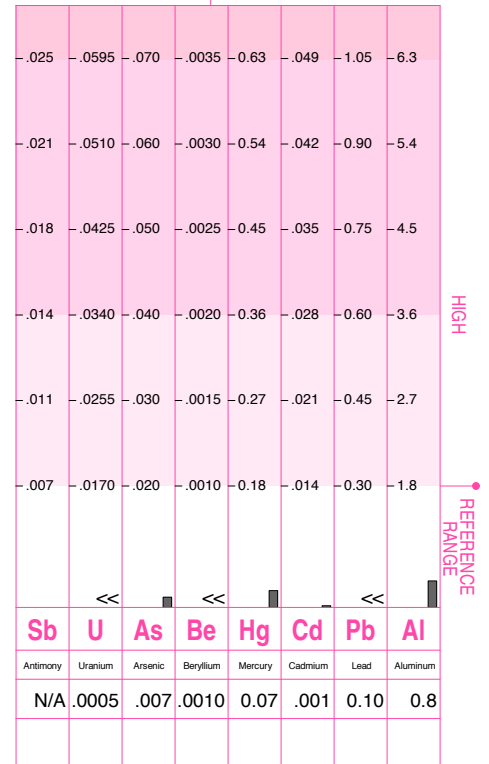 .025 .0595 .070 .0035 0.63 .049 1.05 6.3
.021 .0510 .060 .0030 0.54 .042 0.90 5.4
.018 .0425 .050 .0025 0.45 .035 0.75 4.5
.014 .0340 .040 .0020 0.36 .028 0.60 3.6
HIGH
.011 .0255 .030 .0015 0.27 .021 0.45 2.7
.007 .0170 .020 .0010 0.18 .014 0.30 1.8
REFERENCE
RANGE
<< << <<
Sb U As Be Hg Cd Pb Al
Antimony Uranium Arsenic Beryllium Mercury Cadmium Lead Aluminum
N/A .0005 .007 .0010 0.07 .001 0.10 0.8